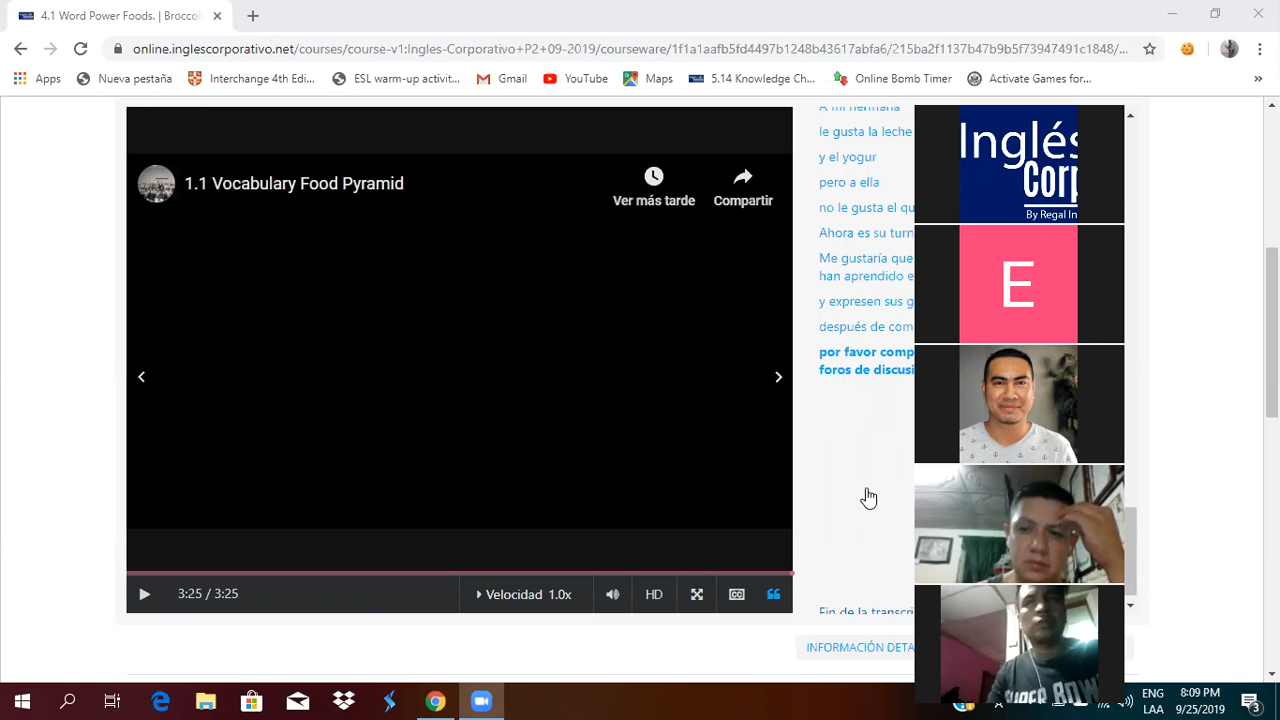 4.1 Word Power Foods. | Brocco
online.inglescorporativo.net/courses/course-v1:Ingles-Corporativo+P2+09-2019/courseware/1f1a1aafb5fd4497b1248b43617abfa6/215ba2f1137b47b9b5f73947491c1848/...
Apps
Nueva pestaña
Interchange 4th Edi...
ESL warm-up activit...
Gmail
YouTube
Maps
5.14 Knowledge Ch...
Online Bomb Timer
Activate Games for...
»
1.1 Vocabulary Food Pyramid
Ver más tarde
Compartir
A mi hermana
le gusta la leche
y el yogur
pero a ella
no le gusta el qu
Ahora es su turn
Me gustaría que
han aprendido e
y expresen sus g
después de com
por favor comp
foros de discusi
Fin de la transcri
Inglés
Corp
By Regal In
E
SUPER BOW
3:25 / 3:25
Velocidad 1.0x
HD
CC
INFORMACIÓN DETA
ENG
LAA
8:09 PM
9/25/2019
3